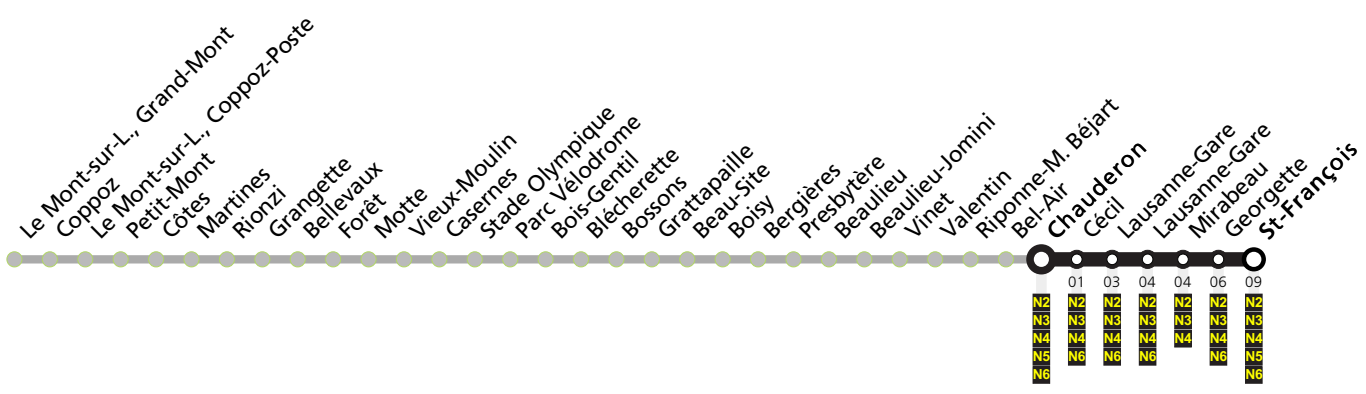 Le Mont-sur-L., Grand-Mont
Coppoz
Le Mont-sur-L., Coppoz-Poste
Petit-Mont
Côtes
Martines
Rionzi
Grangette
Bellevaux
Forêt
Motte
Vieux-Moulin
Casernes
Stade Olympique
Parc Vélodrome
Bois-Gentil
Blécherette
Bossons
Grattapaille
Beau-Site
Boisy
Bergières
Presbytère
Beaulieu
Beaulieu-Jomini
Vinet
Valentin
Riponne-M. Béjart
Bel-Air
Chauderon
Cécil
Lausanne-Gare
Lausanne-Gare
Mirabeau
Georgette
St-François
01 03 04 04 06 09
N2 N2 N2 N2 N2 N2 N2
N3 N3 N3 N3 N3 N3 N3
N4 N4 N4 N4 N4 N4 N4
N5 N6 N6 N6 N6 N5
N6 N6